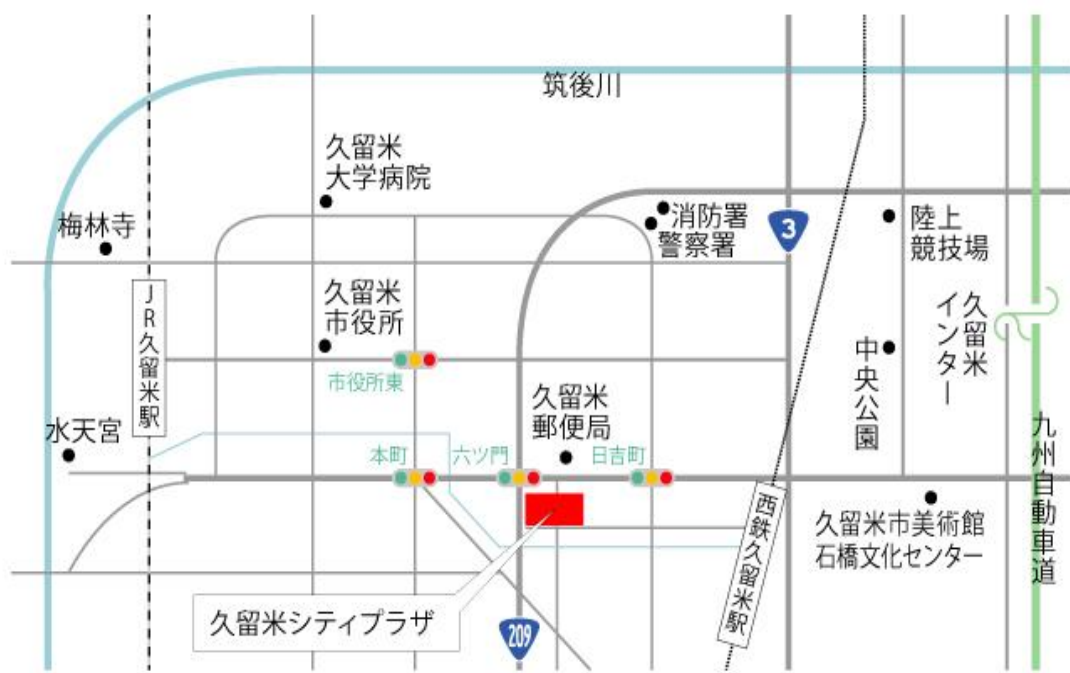 筑後川
久留米
大学病院
梅林寺
消防署
警察署
3
陸上
競技場
JR久留米駅
久留米
市役所
久留米
インター
市役所東
中央公園
久留米
郵便局
水天宮
本町
六ツ門
日吉町
九州自動車道
西鉄久留米駅
久留米市美術館
石橋文化センター
久留米シティプラザ
209